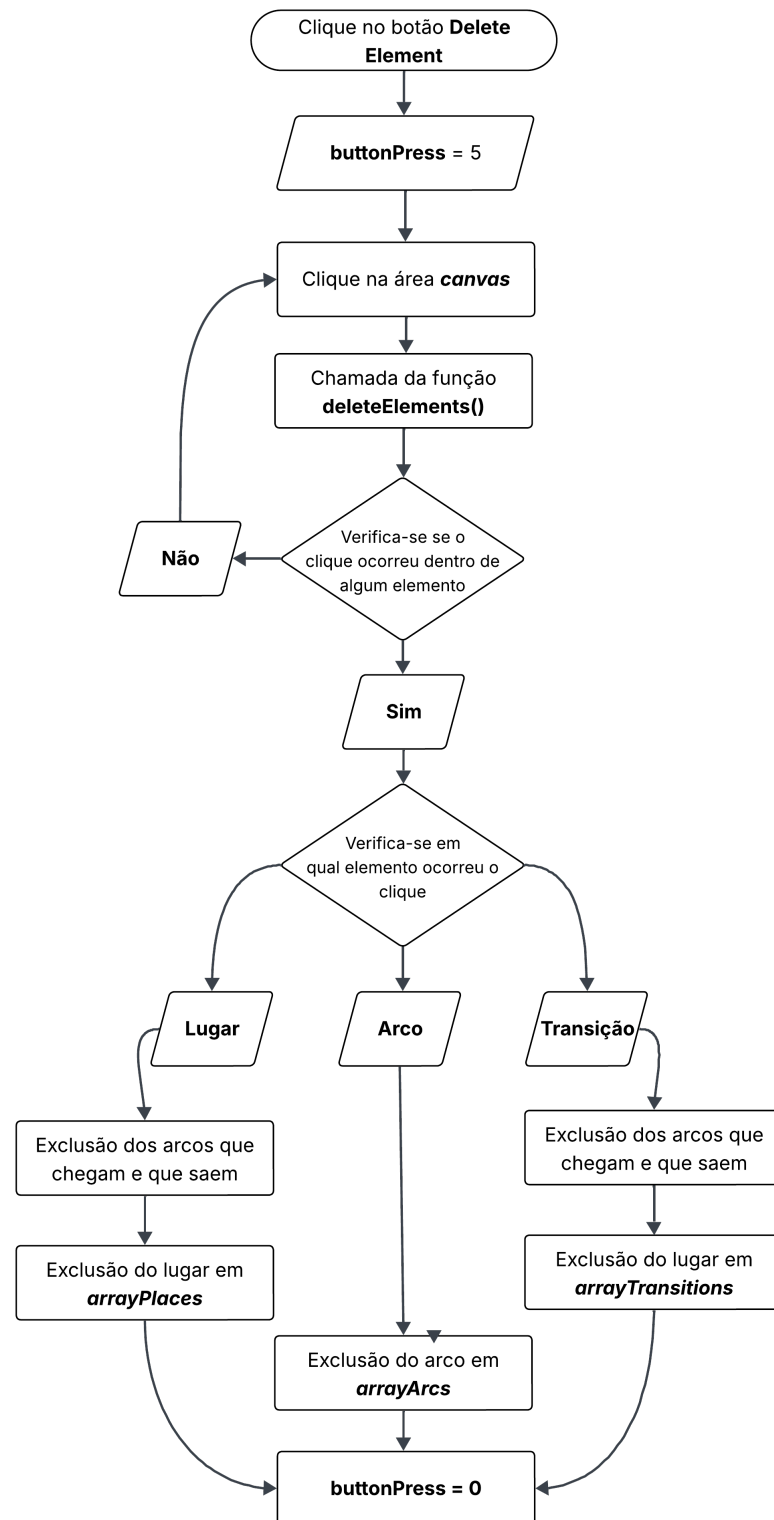 Clique no botão Delete
Element
buttonPress = 5
Clique na área canvas
Chamada da função
deleteElements()
Verifica-se se o
clique ocorreu dentro de
algum elemento
Não
Sim
Verifica-se em
qual elemento ocorreu o
clique
Lugar
Arco
Transição
Exclusão dos arcos que
chegam e que saem
Exclusão dos arcos que
chegam e que saem
Exclusão do lugar em
arrayPlaces
Exclusão do lugar em
arrayTransitions
Exclusão do arco em
arrayArcs
buttonPress = 0